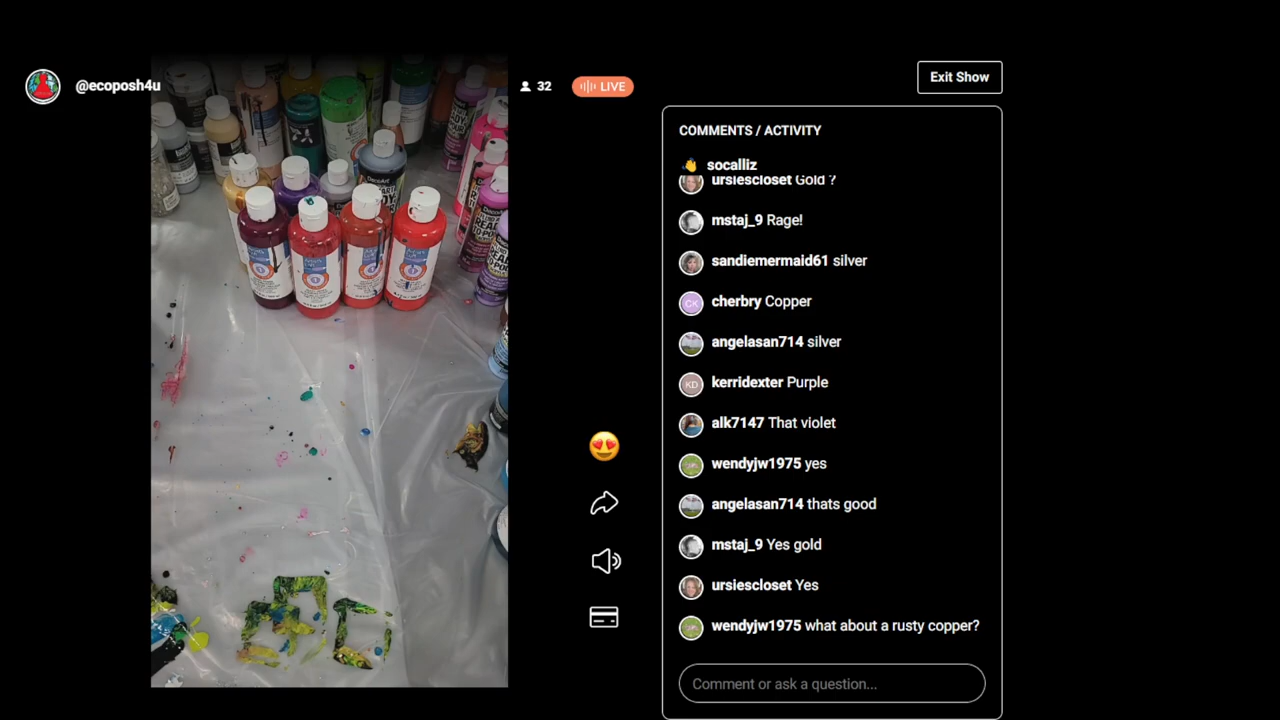 @ecoposh4u
32
LIVE
Exit Show
COMMENTS / ACTIVITY
socalliz
ursiescloset Gold ?
mstaj_9 Rage!
sandiemermaid61 silver
CK
cherbry Copper
angelasan714 silver
KD
kerridexter Purple
alk7147 That violet
wendyjw1975 yes
angelasan714 thats good
mstaj_9 Yes gold
ursiescloset Yes
wendyjw1975 what about a rusty copper?
Comment or ask a question...